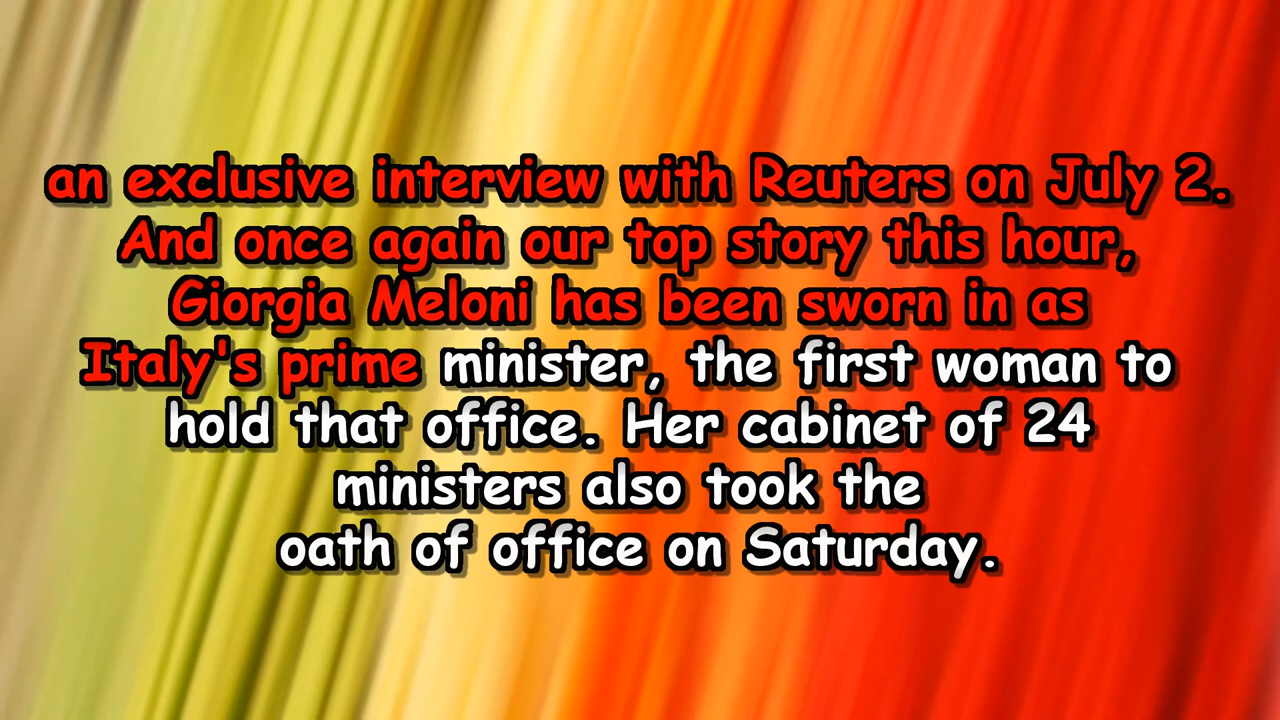 an exclusive interview with Reuters on July 2.
And once again our top story this hour,
Giorgia Meloni has been sworn in as
Italy's prime minister, the first woman to
hold that office. Her cabinet of 24
ministers also took the
oath of office on Saturday.